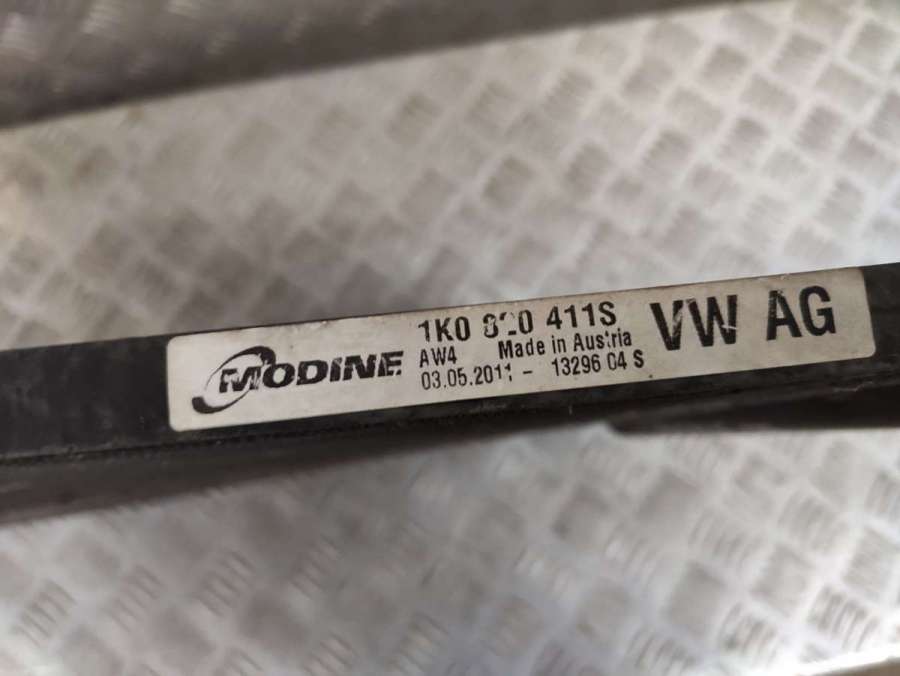 MODINE
1K0 820 411S
AW4 Made in Austria
03.05.2011 - 13296 04 S
VW AG